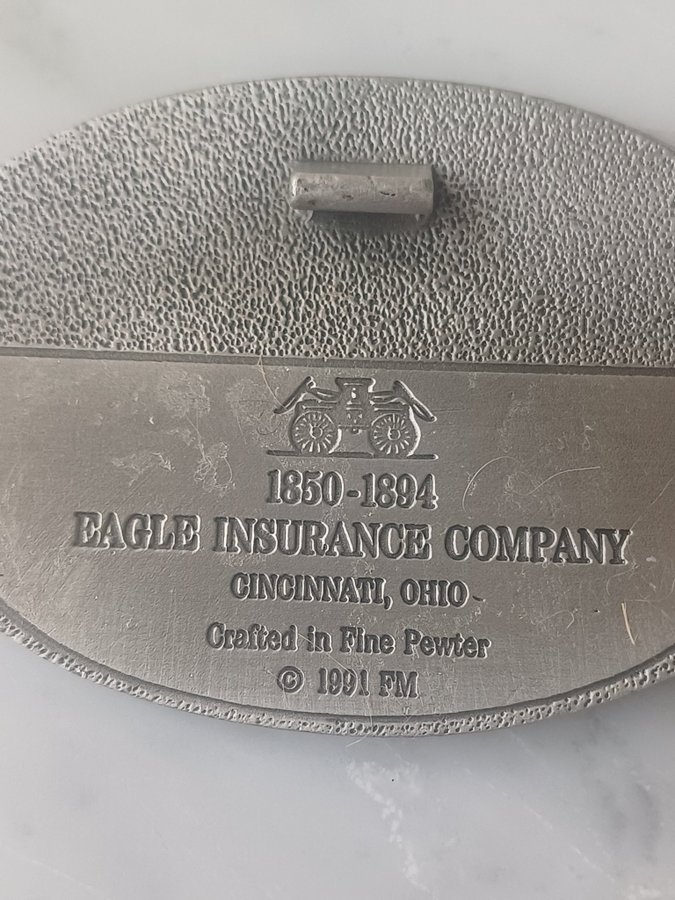 1850-1894
EAGLE INSURANCE COMPANY
CINCINNATI, OHIO
Crafted in Fine Pewter
© 1991 FM